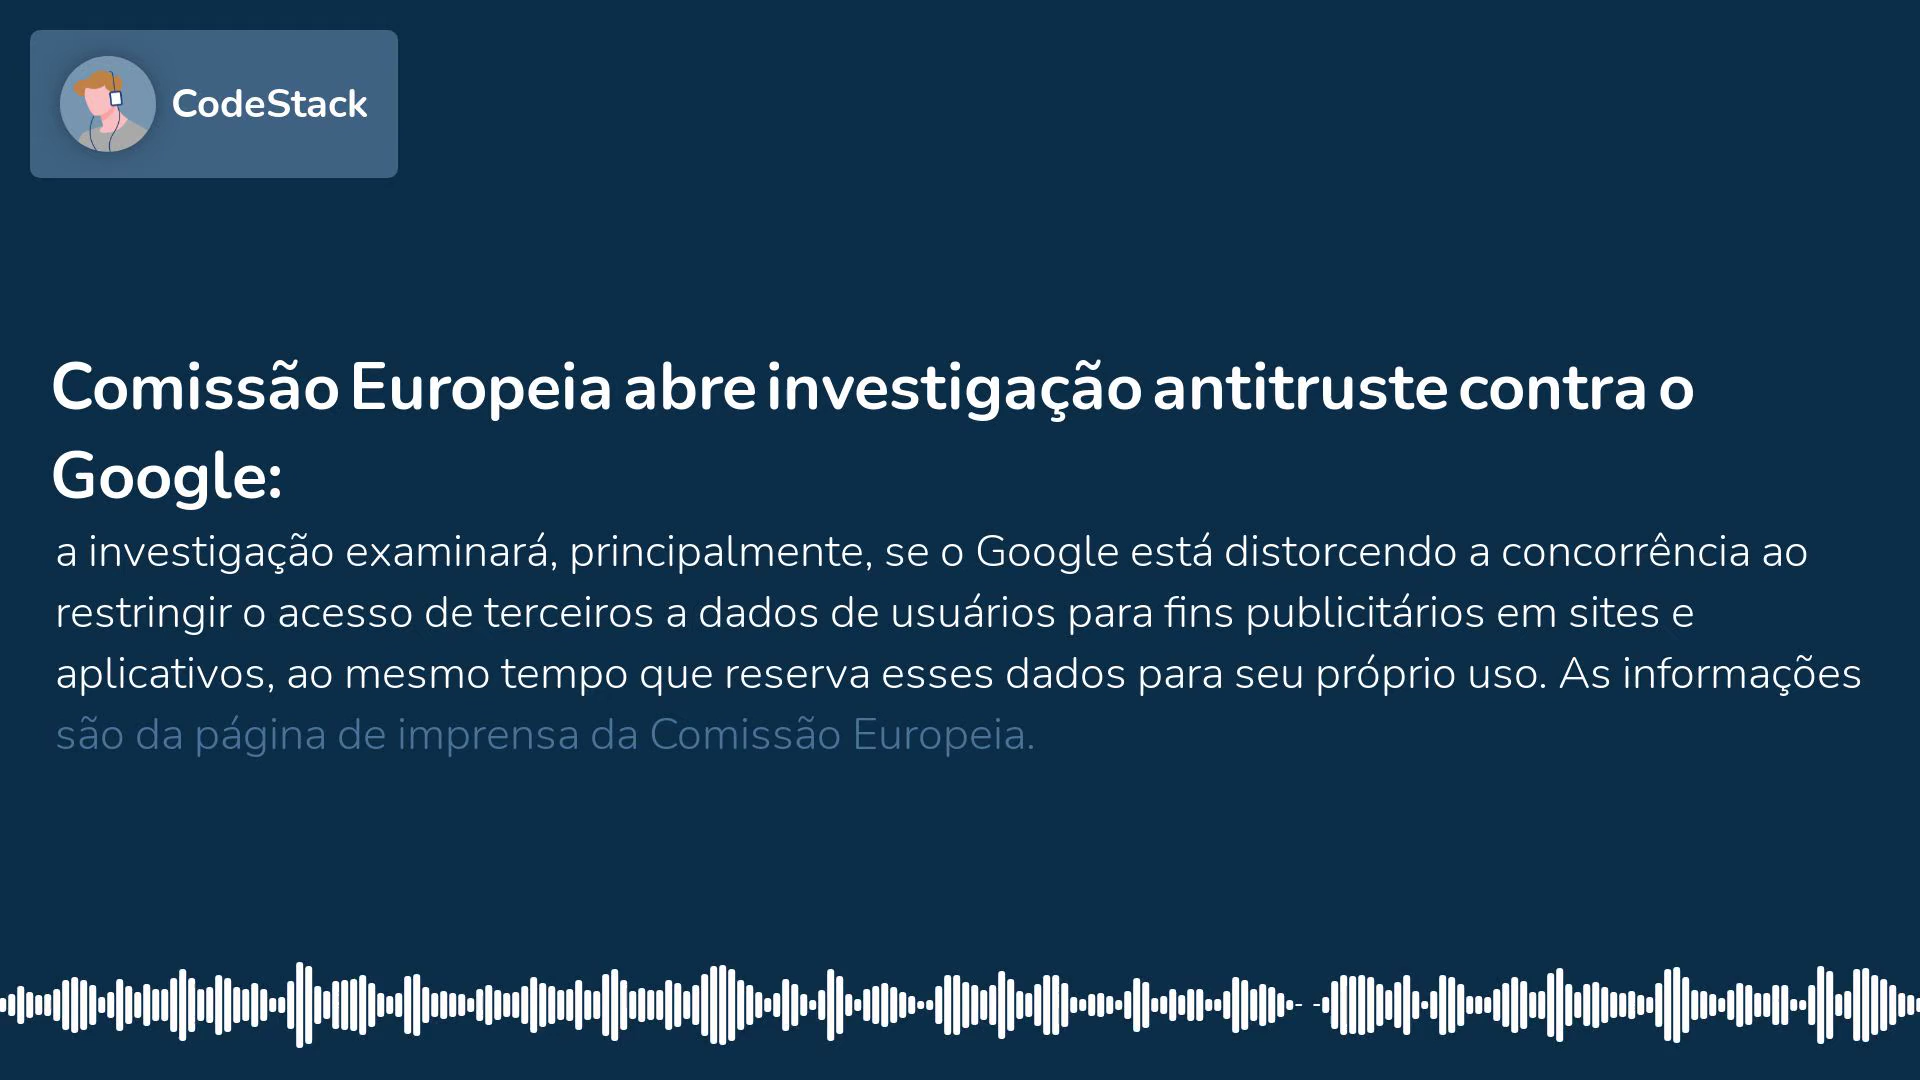 CodeStack
Comissão Europeia abre investigação antitruste contra o
Google:
a investigação examinará, principalmente, se o Google está distorcendo a concorrência ao
restringir o acesso de terceiros a dados de usuários para fins publicitários em sites e
aplicativos, ao mesmo tempo que reserva esses dados para seu próprio uso. As informações
são da página de imprensa da Comissão Europeia.